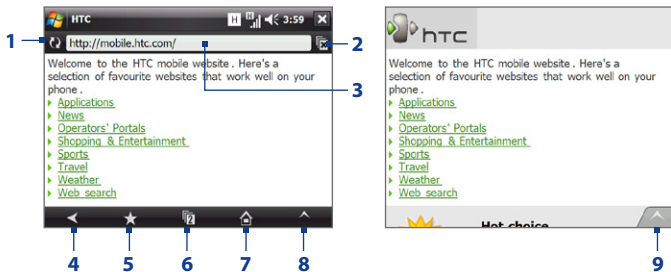 HTC
H
H
3:59
1
http://mobile.htc.com/
2
Welcome to the HTC mobile website . Here's a
selection of favourite websites that work well on your
phone .
3
Applications
News
Operators' Portals
Shopping & Entertainment
Sports
Travel
Weather
Web search
2
4
5
6
7
8
hTC
Welcome to the HTC mobile website . Here's a
selection of favourite websites that work well on your
phone .
Applications
News
Operators' Portals
Shopping & Entertainment
Sports
Travel
Weather
Web search
Hot choice
9